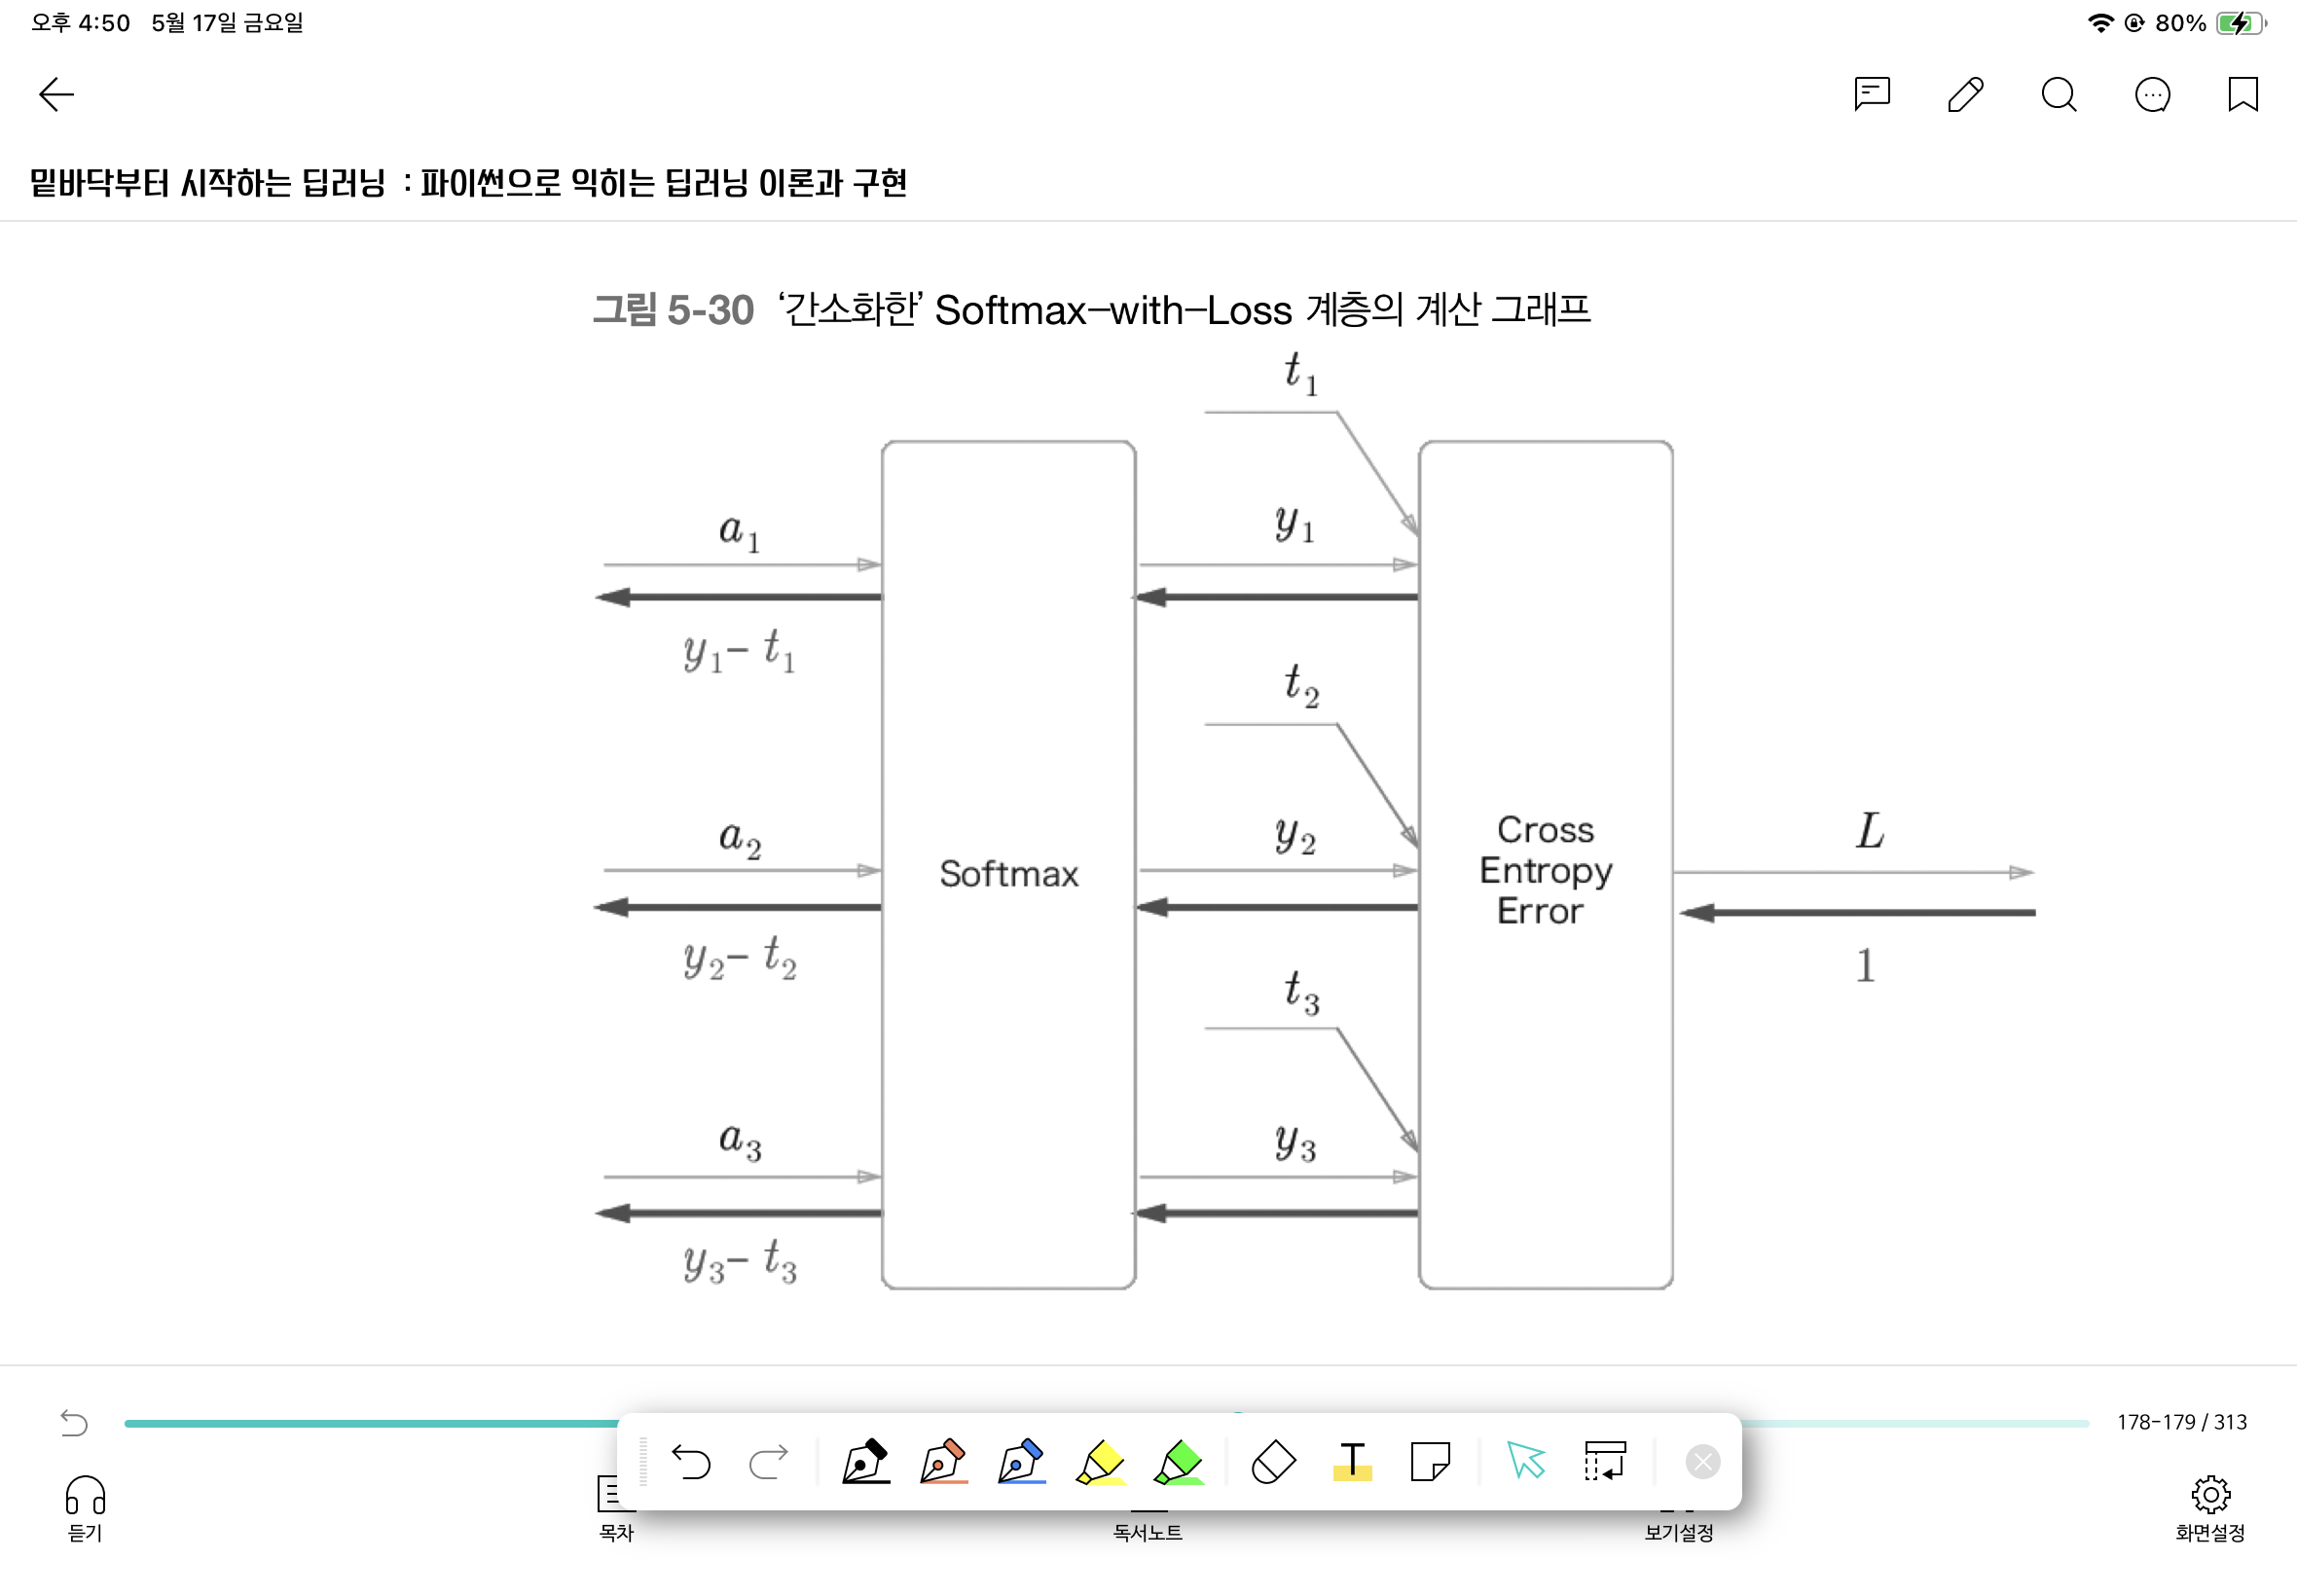 오후 4:50 5월 17일 금요일
80%
밑바닥부터 시작하는 딥러닝 : 파이썬으로 익히는 딥러닝 이론과 구현
그림 5-30 ‘간소화한’ Softmax-with-Loss 계층의 계산 그래프
t1
a1 y1
y1- t1
t2
a2 y2
Softmax
Cross
Entropy
Error
L
y2- t2
1
t3
a3 y3
y3- t3
178-179 / 313
T
듣기 목차 독서노트 보기설정 화면설정